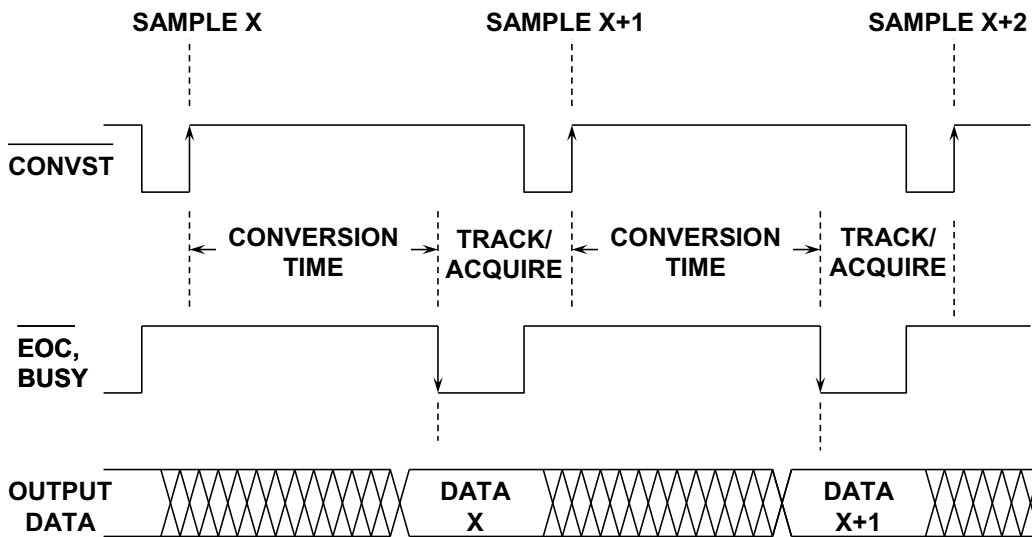 SAMPLE X
SAMPLE X+1
SAMPLE X+2
CONVST
CONVERSION
TIME
TRACK/
ACQUIRE
CONVERSION
TIME
TRACK/
ACQUIRE
EOC,
BUSY
OUTPUT
DATA
DATA
X
DATA
X+1